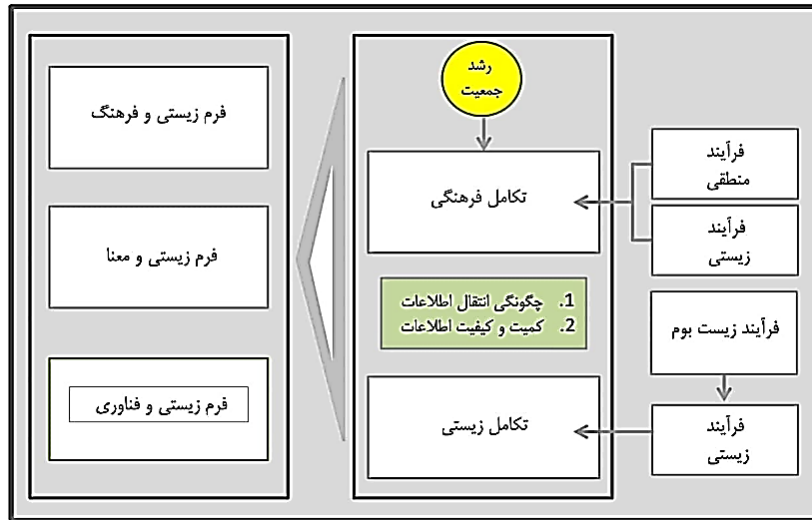 رشد
جمعیت
فرآیند
منطقی
فرآیند
زیستی
تکامل فرهنگی
فرم زیستی و فرهنگ
1. چگونگی انتقال اطلاعات
2. کمیت و کیفیت اطلاعات
فرم زیستی و معنا
فرآیند زیست بوم
فرآیند
زیستی
تکامل زیستی
فرم زیستی و فناوری